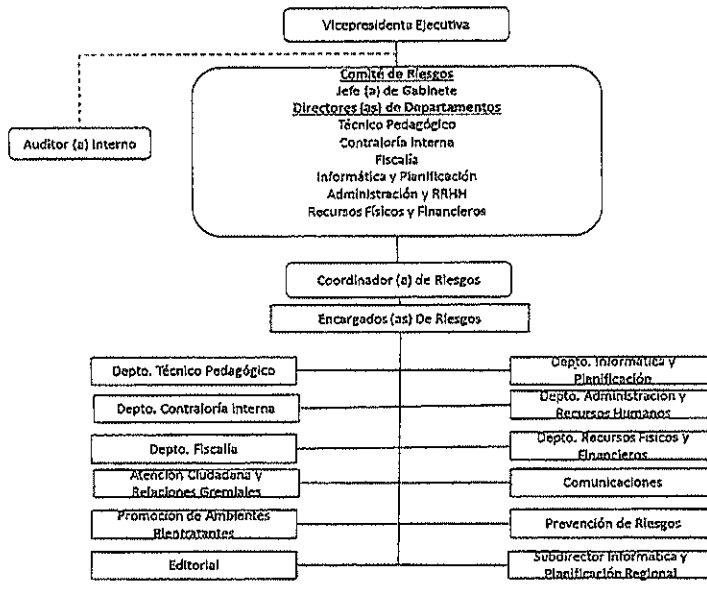 Vicepresidenta Ejecutiva
Comité de Riesgos
Jefe (a) de Gabinete
Directores (as) de Departamentos
Técnico Pedagógico
Contraloría Interna
Fiscalía
Informática y Planificación
Administración y RRHH
Recursos Físicos y Financieros
Auditor (a) Interno
Coordinador (a) de Riesgos
Encargados (as) De Riesgos
Depto. Técnico Pedagógico
Depto. Informática y
Planificación
Depto. Contraloría Interna
Depto. Administración y
Recursos Humanos
Depto. Fiscalía
Depto. Recursos Físicos y
Financieros
Atención Ciudadana y
Relaciones Gremiales
Comunicaciones
Promoción de Ambientes
Bientratantes
Prevención de Riesgos
Editorial
Subdirector Informática y
Planificación Regional